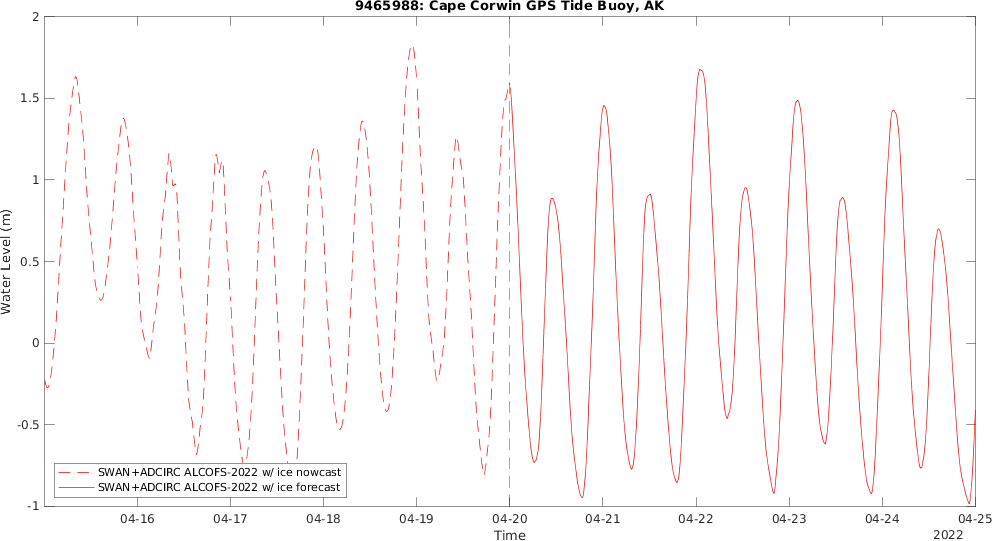 9465988: Cape Corwin GPS Tide Buoy, AK
2
1.5
1
0.5
0
-0.5
-1
Water Level (m)
SWAN+ADCIRC ALCOFS-2022 w/ ice nowcast
SWAN+ADCIRC ALCOFS-2022 w/ ice forecast
04-16 04-17 04-18 04-19 04-20 04-21 04-22 04-23 04-24 04-25
Time
2022